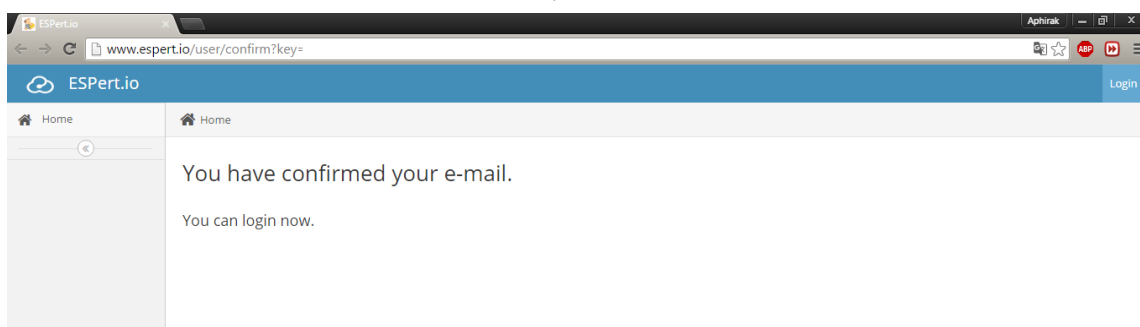 ESPert.io
Aphirak
www.espert.io/user/confirm?key=
ABP
ESPert.io
Login
Home
Home
You have confirmed your e-mail.
You can login now.